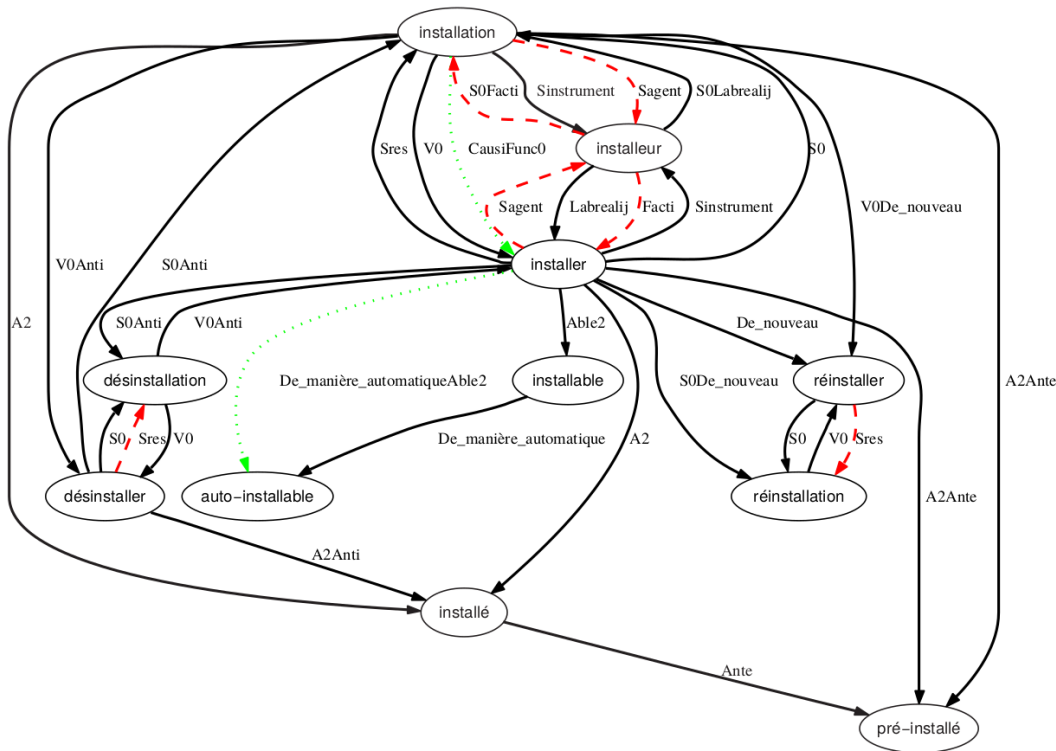 installation
S0Facti
Sinstrument
Sagent
S0Labrealij
Sres
V0
CausiFunc0
installeur
S0
Sagent
Labrealij
Facti
Sinstrument
V0De_nouveau
V0Anti
S0Anti
installer
A2
S0Anti
V0Anti
Able2
De_nouveau
désinstallation
De_manière_automatiqueAble2
installable
S0De_nouveau
réinstaller
A2Ante
S0
Sres
V0
De_manière_automatique
A2
S0
V0
Sres
désinstaller
auto-installable
réinstallation
A2Ante
A2Anti
installé
Ante
pré-installé